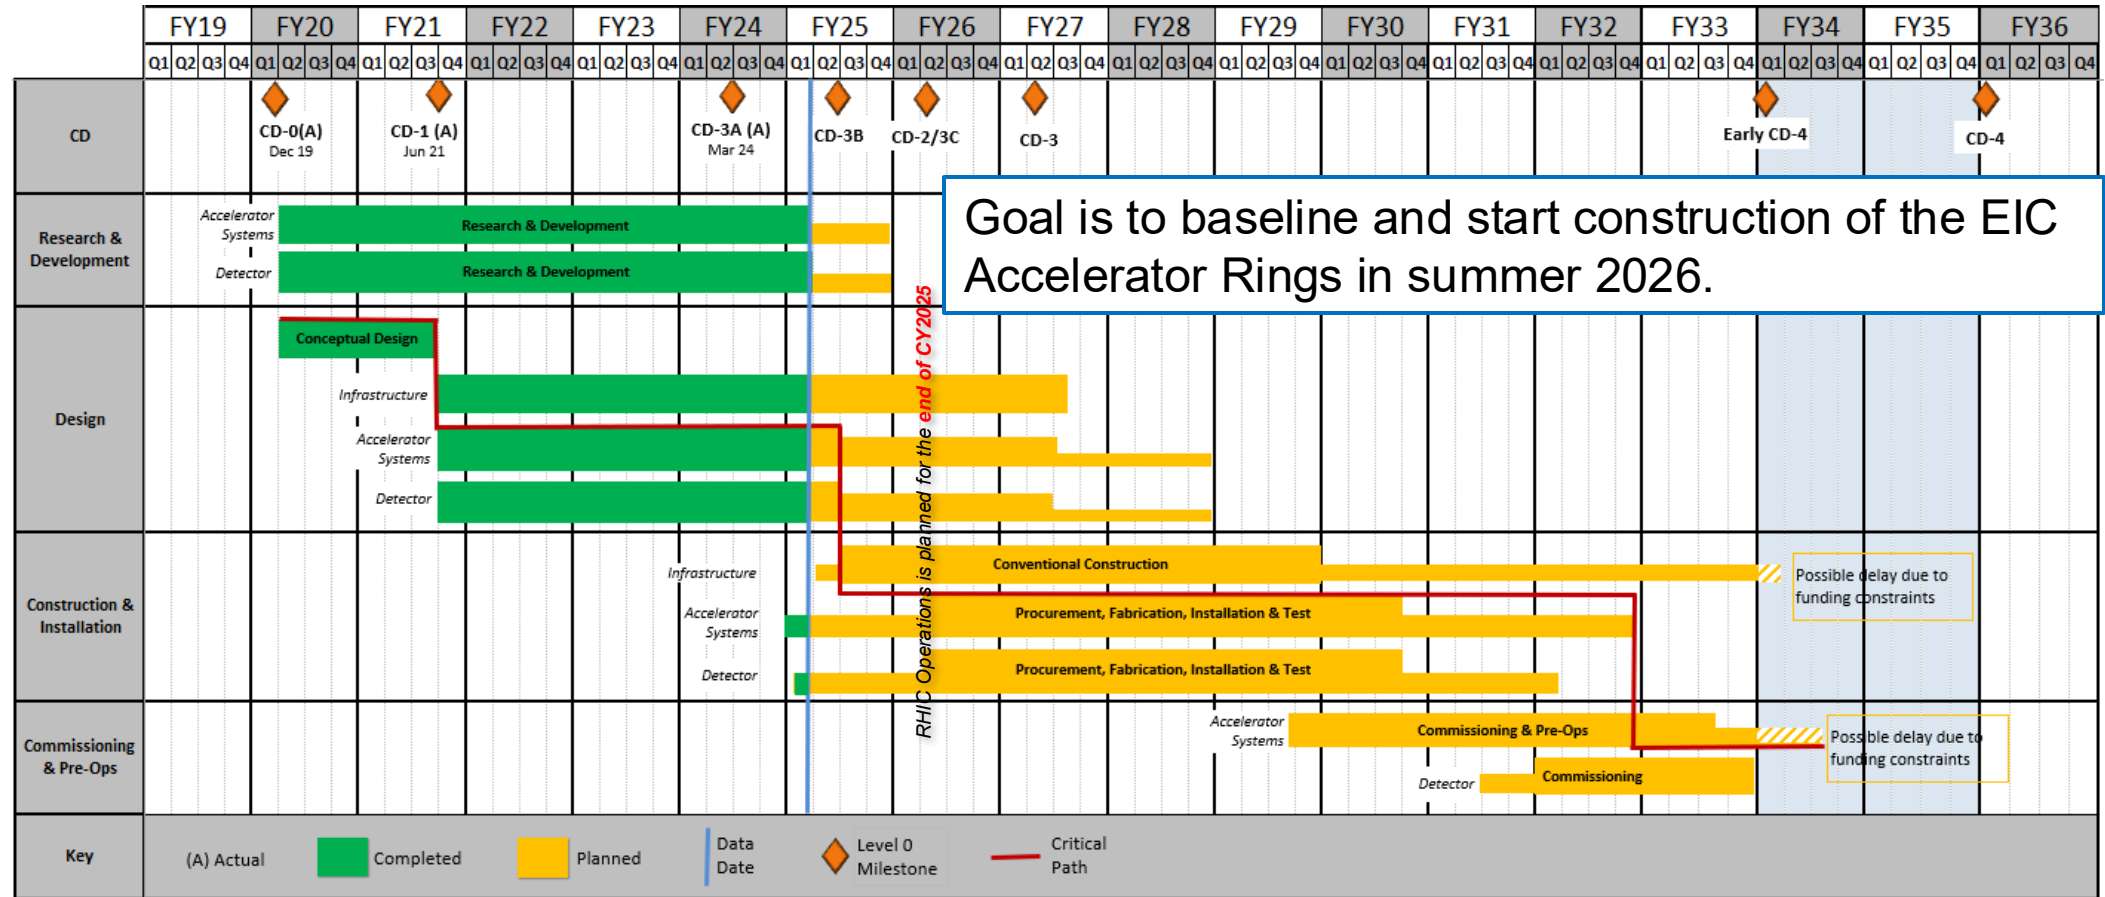 FY19 FY20 FY21 FY22 FY23 FY24 FY25 FY26 FY27 FY28 FY29 FY30 FY31 FY32 FY33 FY34 FY35 FY36
Q1 Q2 Q3 Q4 Q1 Q2 Q3 Q4 Q1 Q2 Q3 Q4 Q1 Q2 Q3 Q4 Q1 Q2 Q3 Q4 Q1 Q2 Q3 Q4 Q1 Q2 Q3 Q4 Q1 Q2 Q3 Q4 Q1 Q2 Q3 Q4 Q1 Q2 Q3 Q4 Q1 Q2 Q3 Q4 Q1 Q2 Q3 Q4 Q1 Q2 Q3 Q4 Q1 Q2 Q3 Q4 Q1 Q2 Q3 Q4 Q1 Q2 Q3 Q4 Q1 Q2 Q3 Q4 Q1 Q2 Q3 Q4
CD
CD-0(A)
Dec 19
CD-1 (A)
Jun 21
CD-3A (A)
Mar 24
CD-3B
CD-2/3C
CD-3
Early CD-4
CD-4
Goal is to baseline and start construction of the EIC
Accelerator Rings in summer 2026.
Research &
Development
Accelerator
Systems
Research & Development
Detector
Research & Development
RHIC Operations is planned for the end of CY2025
Design
Conceptual Design
Infrastructure
Accelerator
Systems
Detector
Construction &
Installation
Infrastructure
Conventional Construction
Possible delay due to
funding constraints
Accelerator
Systems
Procurement, Fabrication, Installation & Test
Detector
Procurement, Fabrication, Installation & Test
Commissioning
& Pre-Ops
Accelerator
Systems
Commissioning & Pre-Ops
Possible delay due to
funding constraints
Detector
Commissioning
Key
(A) Actual
Completed
Planned
Data
Date
Level 0
Milestone
Critical
Path